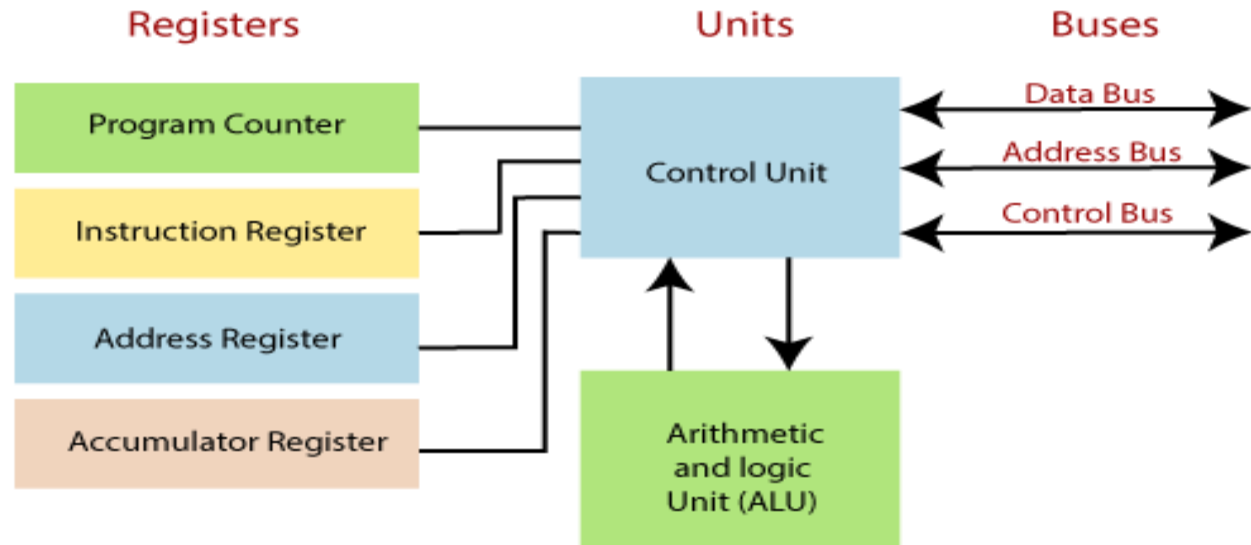 Registers
Units
Buses
Program Counter
Instruction Register
Address Register
Accumulator Register
Control Unit
Arithmetic
and logic
Unit (ALU)
Data Bus
Address Bus
Control Bus